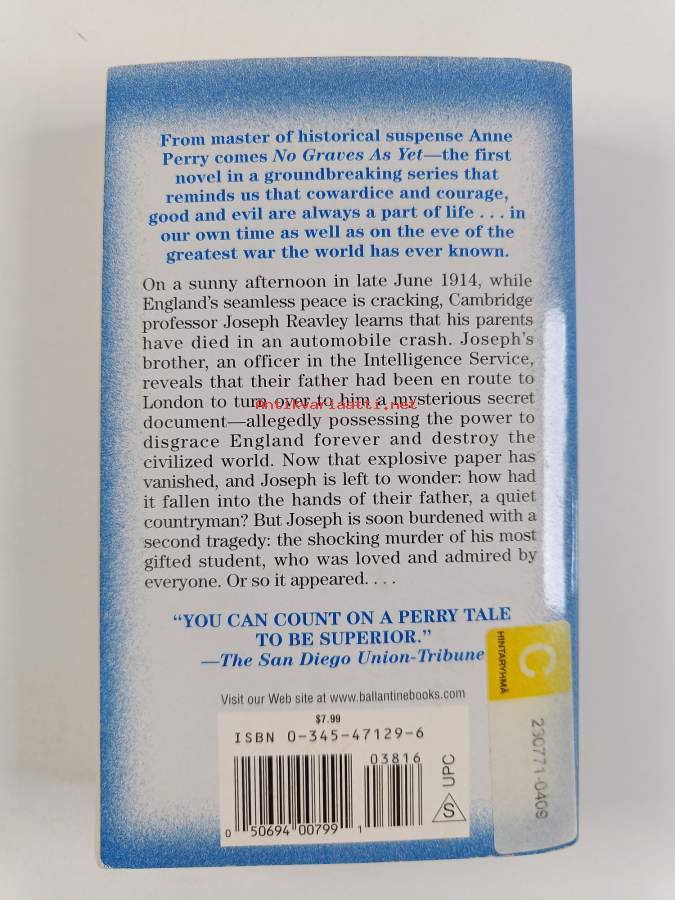 From master of historical suspense Anne
Perry comes No Graves As Yet—the first
novel in a groundbreaking series that
reminds us that cowardice and courage,
good and evil are always a part of life . . . in
our own time as well as on the eve of the
greatest war the world has ever known.
On a sunny afternoon in late June 1914, while
England's seamless peace is cracking, Cambridge
professor Joseph Reavley learns that his parents
have died in an automobile crash. Joseph's
brother, an officer in the Intelligence Service,
reveals that their father had been en route to
London to turn over to him a mysterious secret
Antikvariaatti.net
document—allegedly possessing the power to
disgrace England forever and destroy the
civilized world. Now that explosive paper has
vanished, and Joseph is left to wonder: how had
it fallen into the hands of their father, a quiet
countryman? But Joseph is soon burdened with a
second tragedy: the shocking murder of his most
gifted student, who was loved and admired by
everyone. Or so it appeared. . . .
"YOU CAN COUNT ON A PERRY TALE
TO BE SUPERIOR."
—The San Diego Union-Tribune
C
HINTARYHMÄ
Visit our Web site at www.ballantinebooks.com
$7.99
ISBN 0-345-47129-6
03816
UPC
S
0 50694 00799 1